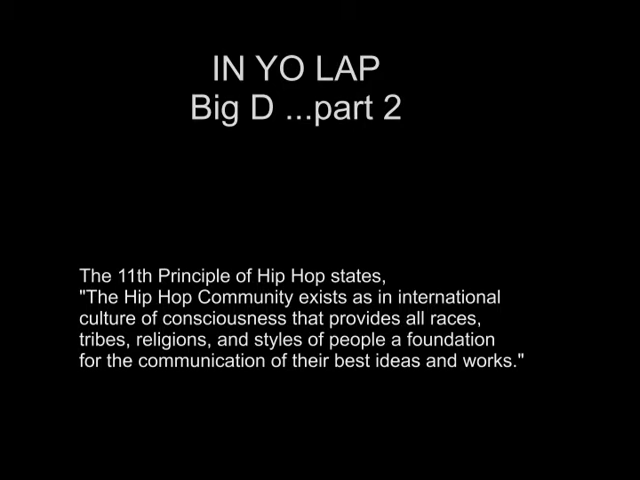 IN YO LAP
Big D ...part 2
The 11th Principle of Hip Hop states,
"The Hip Hop Community exists as in international
culture of consciousness that provides all races,
tribes, religions, and styles of people a foundation
for the communication of their best ideas and works."